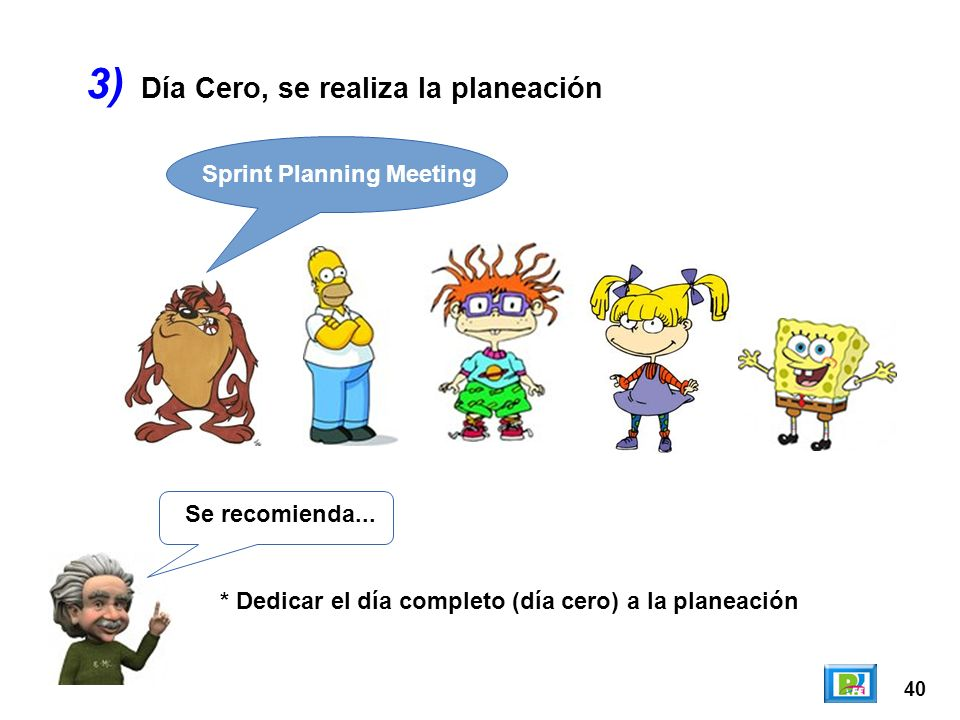 3) Día Cero, se realiza la planeación
Sprint Planning Meeting
Se recomienda...
* Dedicar el día completo (día cero) a la planeación
40